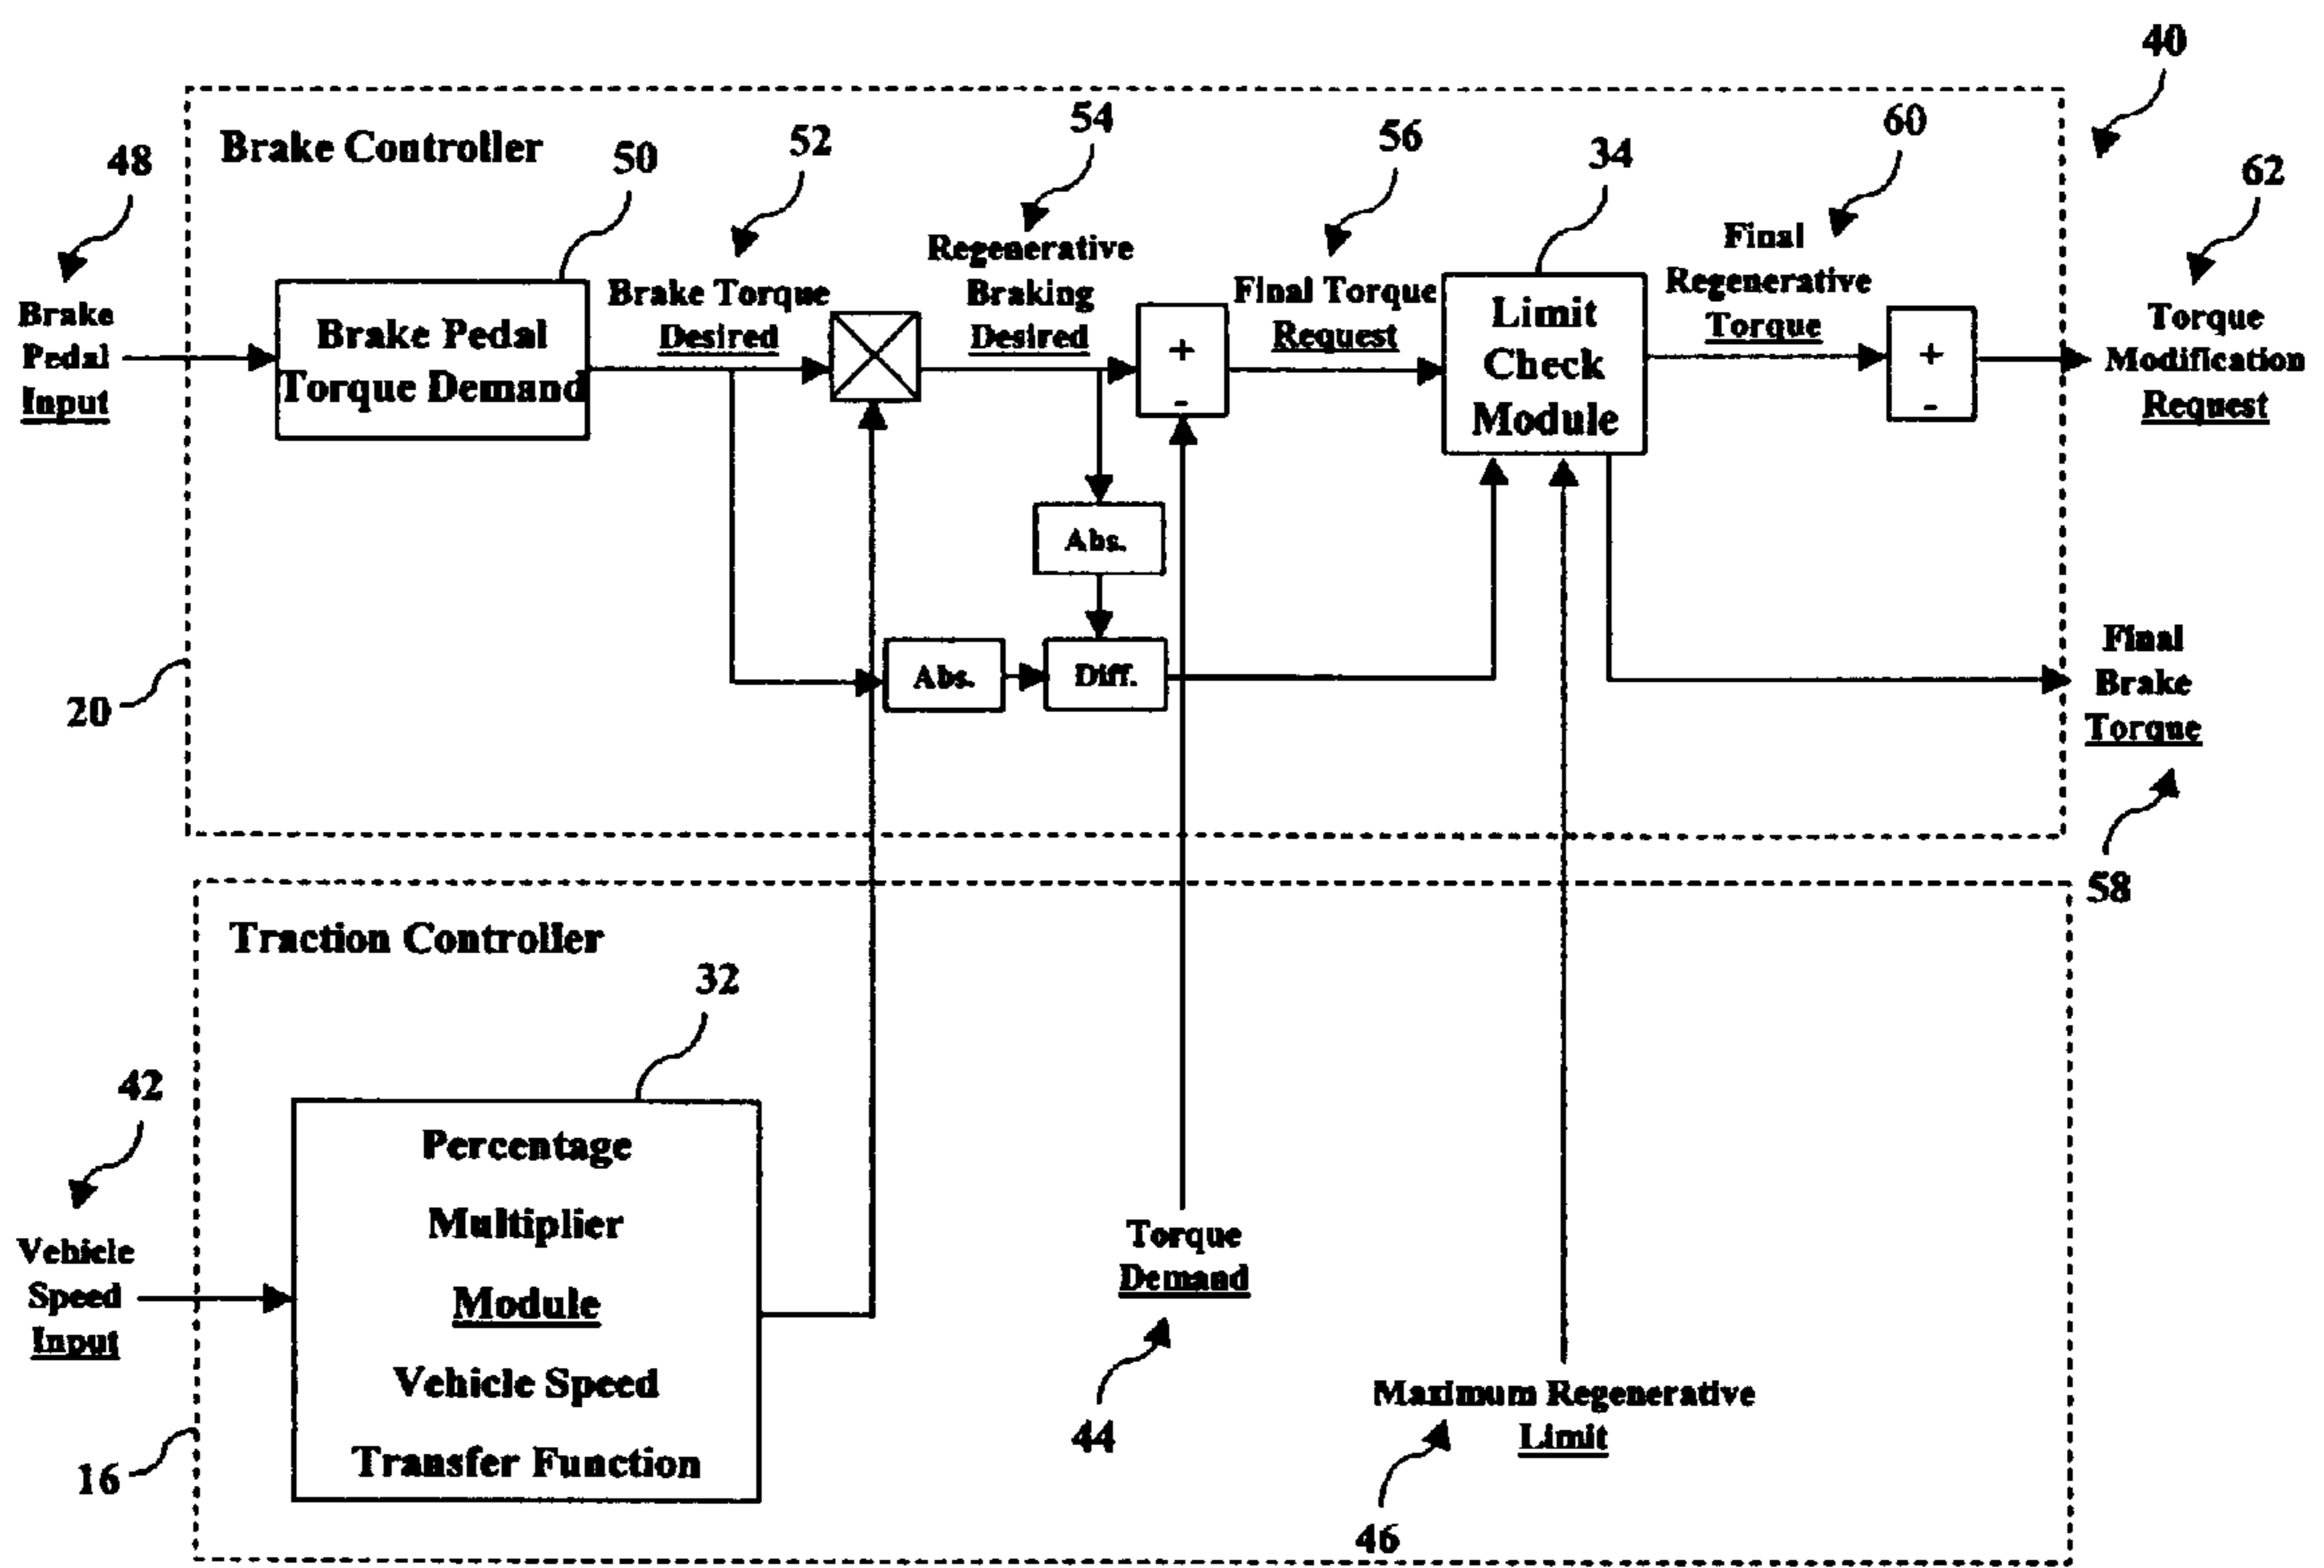 40
Brake Controller
48
50
52
54
56
34
60
62
Brake
Pedal
Input
Brake Pedal
Torque Demand
Brake Torque
Desired
Regenerative
Braking
Desired
+
-
Final Torque
Request
Limit
Check
Module
Final
Regenerative
Torque
+
-
Torque
Modification
Request
Abs.
Abs.
Diff.
20
Final
Brake
Torque
58
Traction Controller
32
42
Vehicle
Speed
Input
Percentage
Multiplier
Module
Vehicle Speed
Transfer Function
Torque
Demand
44
Maximum Regenerative
Limit
46
16